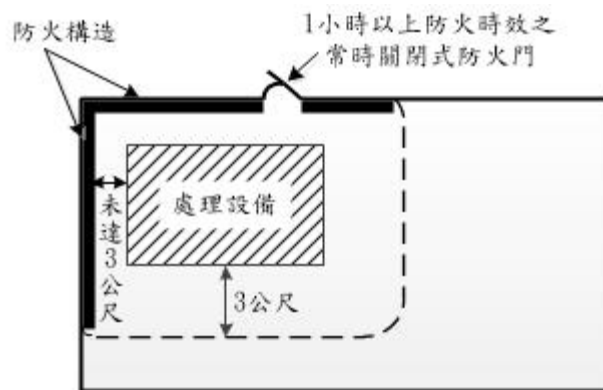 防火構造
1小時以上防火時效之
常時關閉式防火門
處理設備
未達3公尺
3公尺